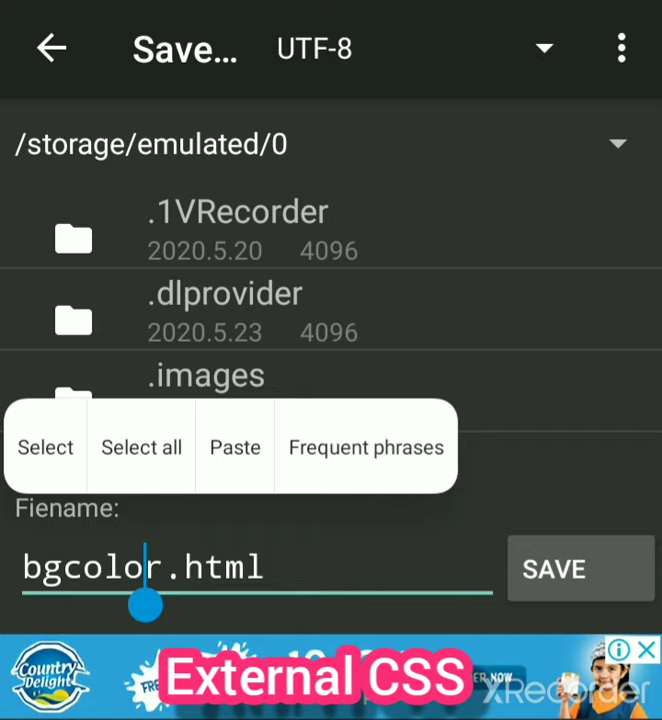 Save... UTF-8
/storage/emulated/0
.1VRecorder
2020.5.20 4096
.dlprovider
2020.5.23 4096
.images
Select Select all Paste Frequent phrases
Fiename:
bgcolor.html SAVE
Country
Delight
External CSS
XRecorder